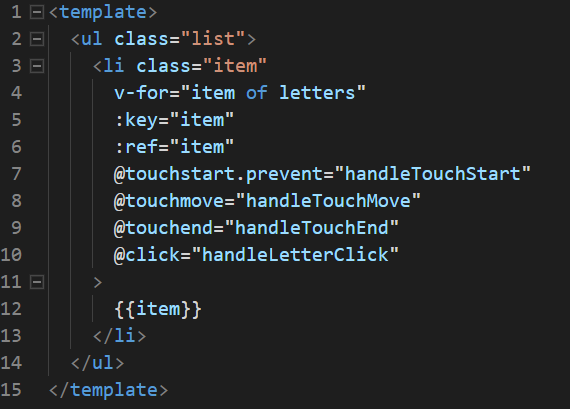 1 <template>
2   <ul class="list">
3     <li class="item"
4       v-for="item of letters"
5       :key="item"
6       :ref="item"
7       @touchstart.prevent="handleTouchStart"
8       @touchmove="handleTouchMove"
9       @touchend="handleTouchEnd"
10       @click="handleLetterClick"
11     >
12       {{item}}
13     </li>
14   </ul>
15 </template>